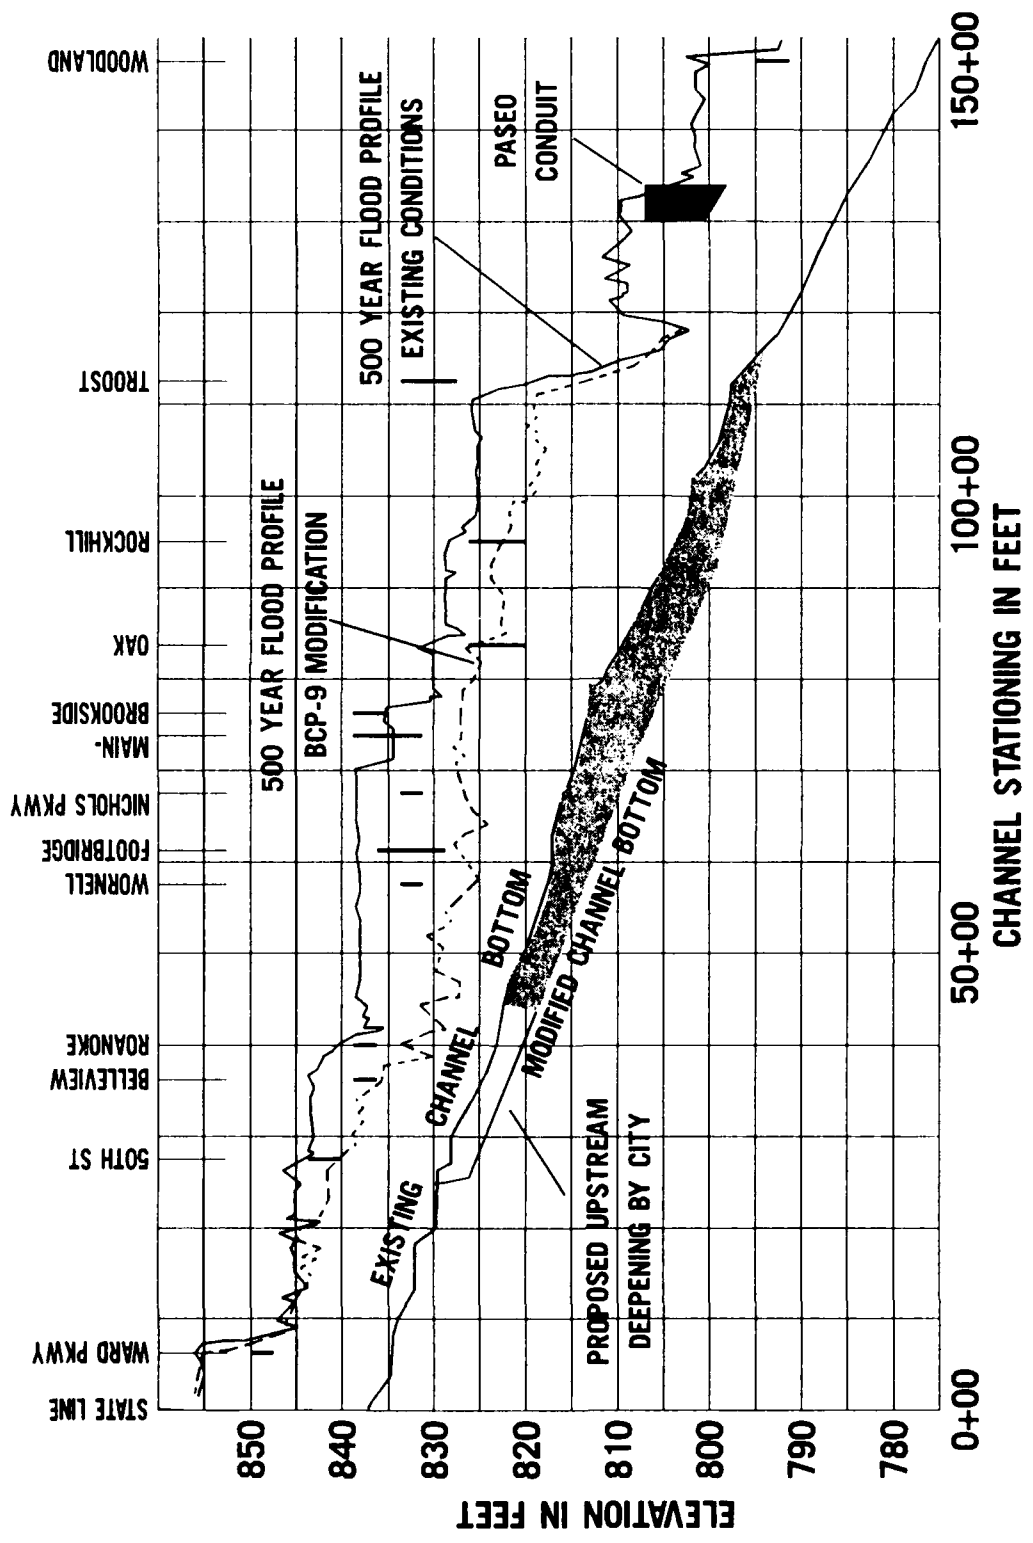 STATE LINE
WARD PKWY
50TH ST
BELLEVIEW
ROANOKE
WORNELL
FOOTBRIDGE
NICHOLS PKWY
MAIN-
BROOKSIDE
OAK
ROCKHILL
TROOST
WOODLAND
500 YEAR FLOOD PROFILE
BCP-9 MODIFICATION
500 YEAR FLOOD PROFILE
EXISTING CONDITIONS
PASEO
CONDUIT
EXISTING CHANNEL BOTTOM
MODIFIED CHANNEL BOTTOM
PROPOSED UPSTREAM
DEEPENING BY CITY
ELEVATION IN FEET
850
840
830
820
810
800
790
780
0+00
50+00
100+00
150+00
CHANNEL STATIONING IN FEET